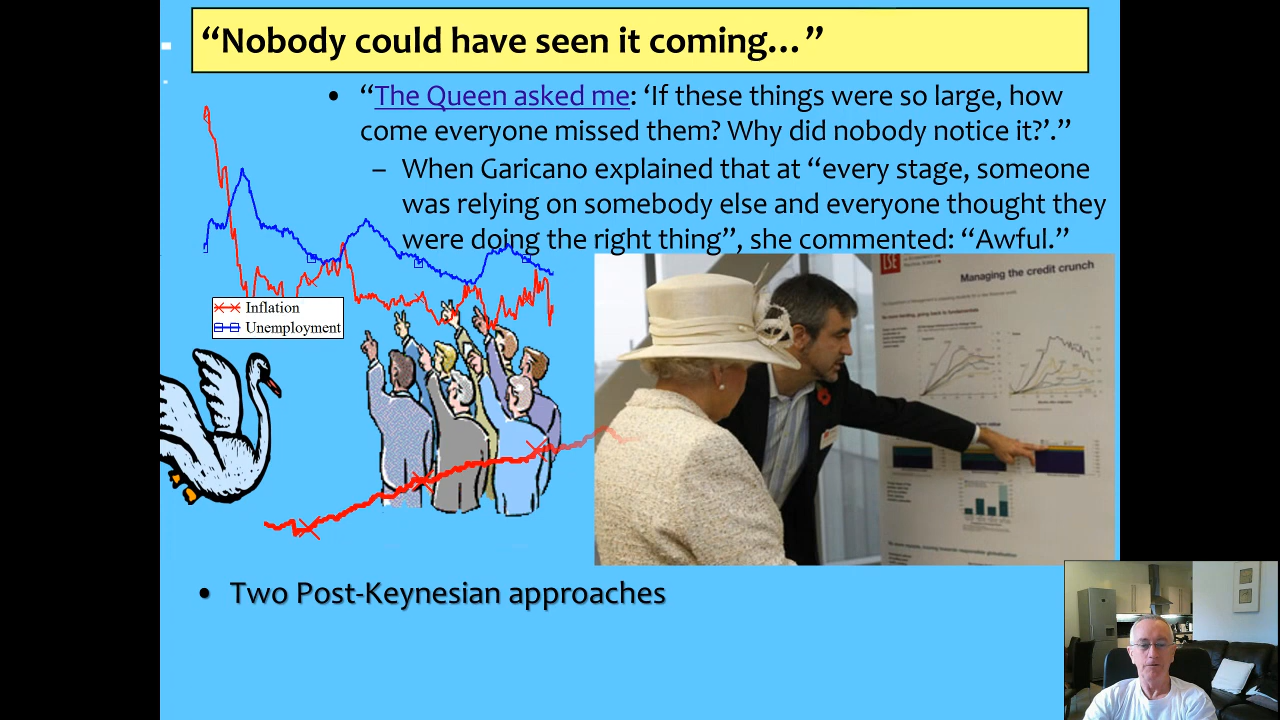 “Nobody could have seen it coming…”
• “The Queen asked me: ‘If these things were so large, how
come everyone missed them? Why did nobody notice it?’.”
– When Garicano explained that at “every stage, someone
was relying on somebody else and everyone thought they
were doing the right thing”, she commented: “Awful.”
Inflation
Unemployment
LSE
Managing the credit crunch
• Two Post-Keynesian approaches